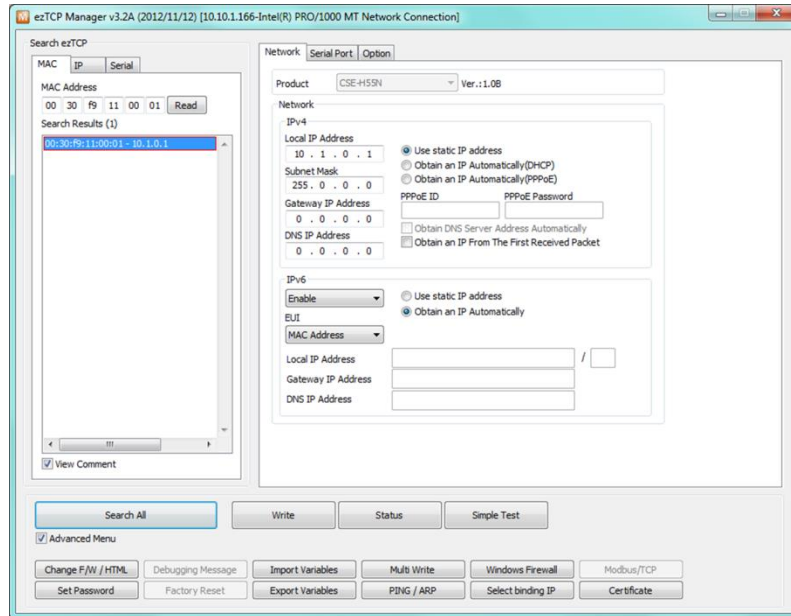 ezTCP Manager v3.2A (2012/11/12) [10.10.1.166-Intel(R) PRO/1000 MT Network Connection]
Search ezTCP
MAC IP Serial
MAC Address
00 30 f9 11 00 01 Read
Search Results (1)
00:30:f9:11:00:01 - 10.1.0.1
View Comment
Network Serial Port Option
Product CSE-H55N Ver.:1.0B
Network
IPv4
Local IP Address
10 . 1 . 0 . 1
Subnet Mask
255 . 0 . 0 . 0
Gateway IP Address
0 . 0 . 0 . 0
DNS IP Address
0 . 0 . 0 . 0
Use static IP address
Obtain an IP Automatically(DHCP)
Obtain an IP Automatically(PPPoE)
PPPoE ID PPPoE Password
Obtain DNS Server Address Automatically
Obtain an IP From The First Received Packet
IPv6
Enable
EUI
MAC Address
Use static IP address
Obtain an IP Automatically
Local IP Address /
Gateway IP Address
DNS IP Address
Search All Write Status Simple Test
Advanced Menu
Change F/W / HTML Debugging Message Import Variables Multi Write Windows Firewall Modbus/TCP
Set Password Factory Reset Export Variables PING / ARP Select binding IP Certificate